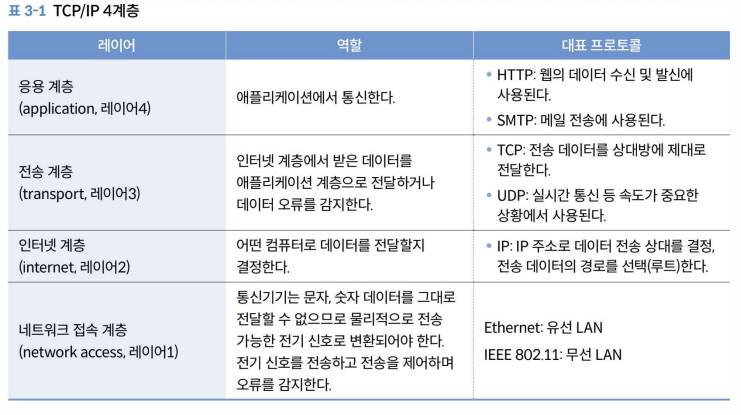 표 3-1 TCP/IP 4계층
레이어
역할
대표 프로토콜
응용 계층
(application, 레이어4)
애플리케이션에서 통신한다.
• HTTP: 웹의 데이터 수신 및 발신에
사용된다.
• SMTP: 메일 전송에 사용된다.
전송 계층
(transport, 레이어3)
인터넷 계층에서 받은 데이터를
애플리케이션 계층으로 전달하거나
데이터 오류를 감지한다.
• TCP: 전송 데이터를 상대방에 제대로
전달한다.
• UDP: 실시간 통신 등 속도가 중요한
상황에서 사용된다.
인터넷 계층
(internet, 레이어2)
어떤 컴퓨터로 데이터를 전달할지
결정한다.
• IP: IP 주소로 데이터 전송 상대를 결정,
전송 데이터의 경로를 선택(루트)한다.
네트워크 접속 계층
(network access, 레이어1)
통신기기는 문자, 숫자 데이터를 그대로
전달할 수 없으므로 물리적으로 전송
가능한 전기 신호로 변환되어야 한다.
전기 신호를 전송하고 전송을 제어하며
오류를 감지한다.
Ethernet: 유선 LAN
IEEE 802.11: 무선 LAN